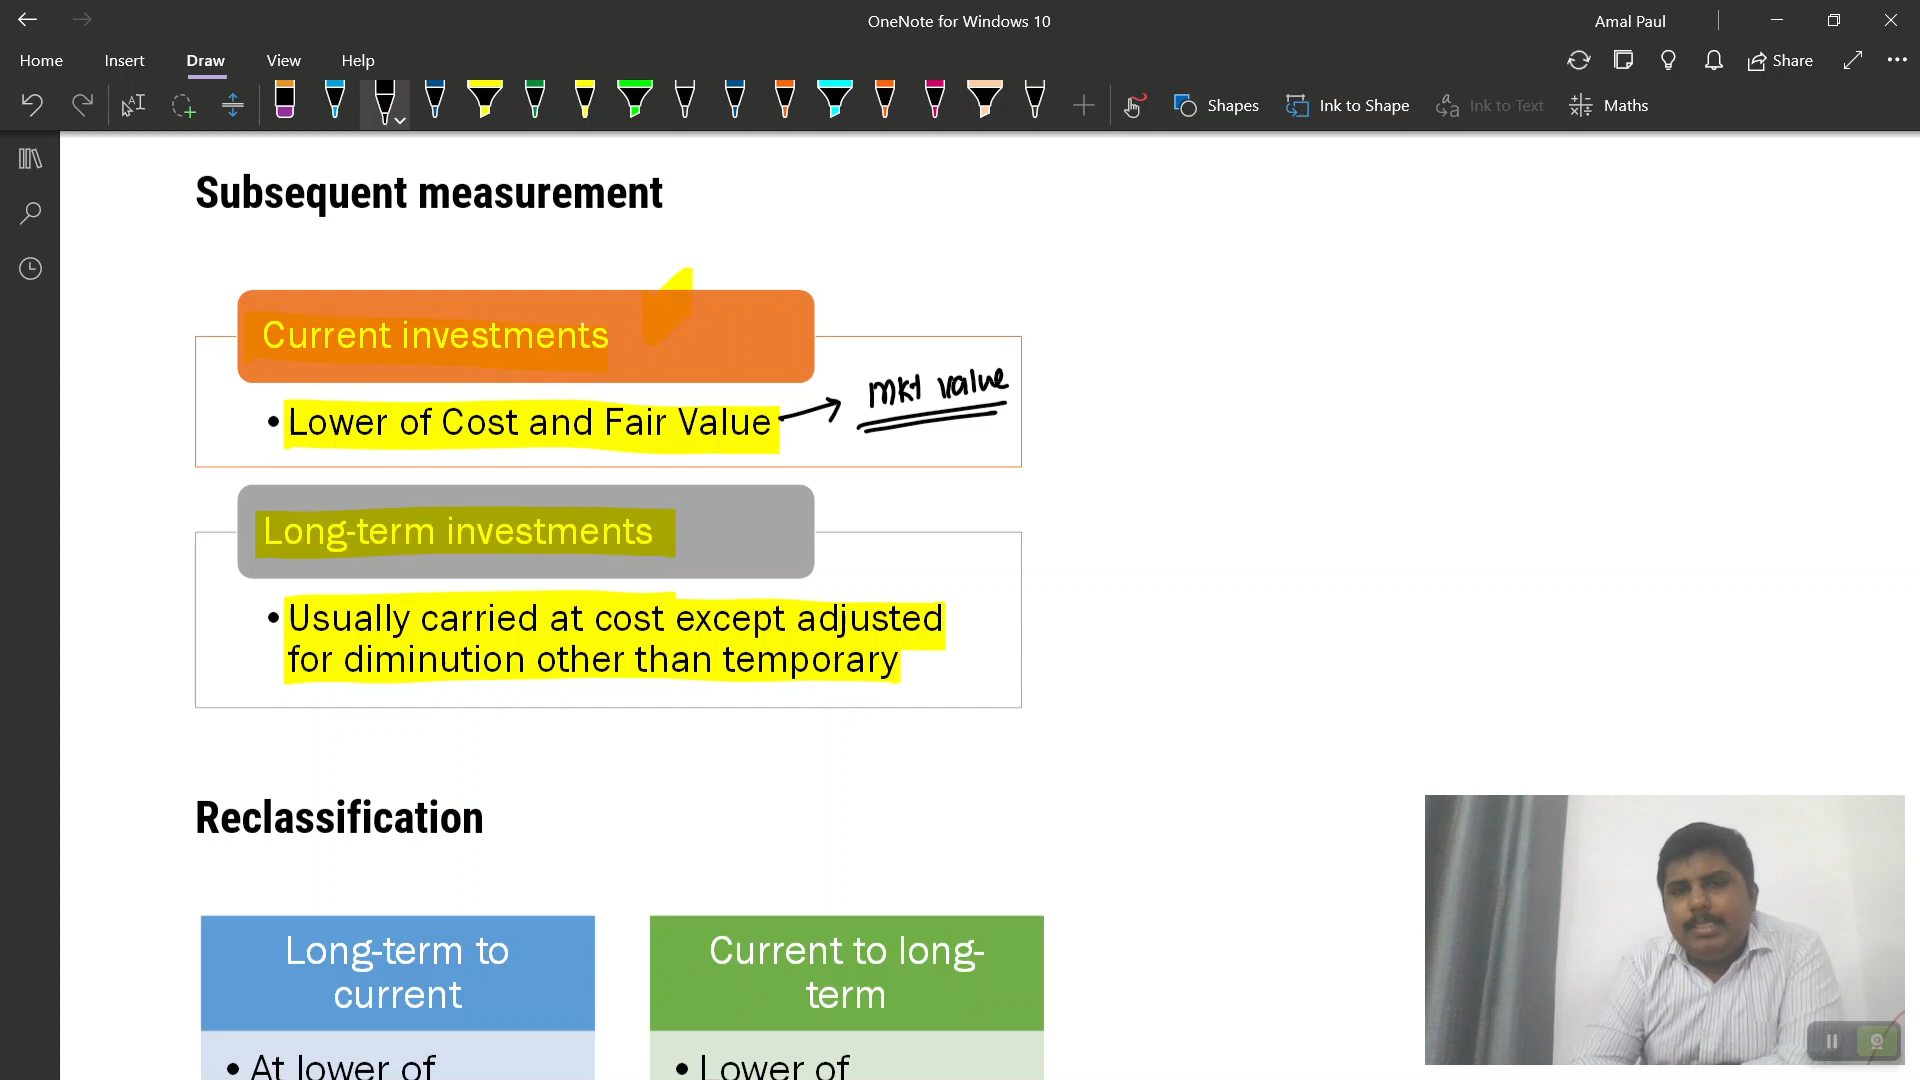 OneNote for Windows 10
Amal Paul
Home Insert Draw View Help
Share
Shapes Ink to Shape Ink to Text Maths
Subsequent measurement
Current investments
mkt value
• Lower of Cost and Fair Value
Long-term investments
• Usually carried at cost except adjusted
for diminution other than temporary
Reclassification
Long-term to
current
• At lower of
Current to long-
term
• Lower of